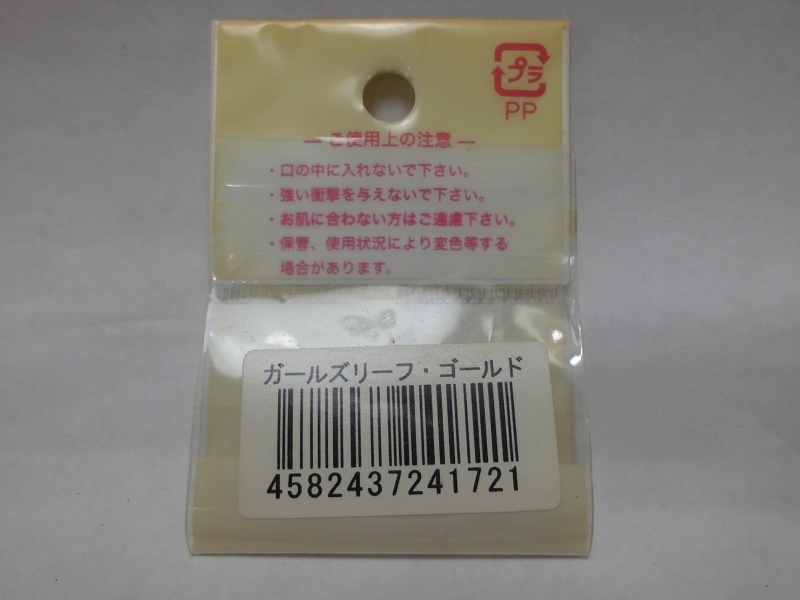 プラ
PP
― ご使用上の注意 ―
・口の中に入れないで下さい。
・強い衝撃を与えないで下さい。
・お肌に合わない方はご遠慮下さい。
・保管、使用状況により変色等する
場合があります。
ガールズリーフ・ゴールド
4582437241721